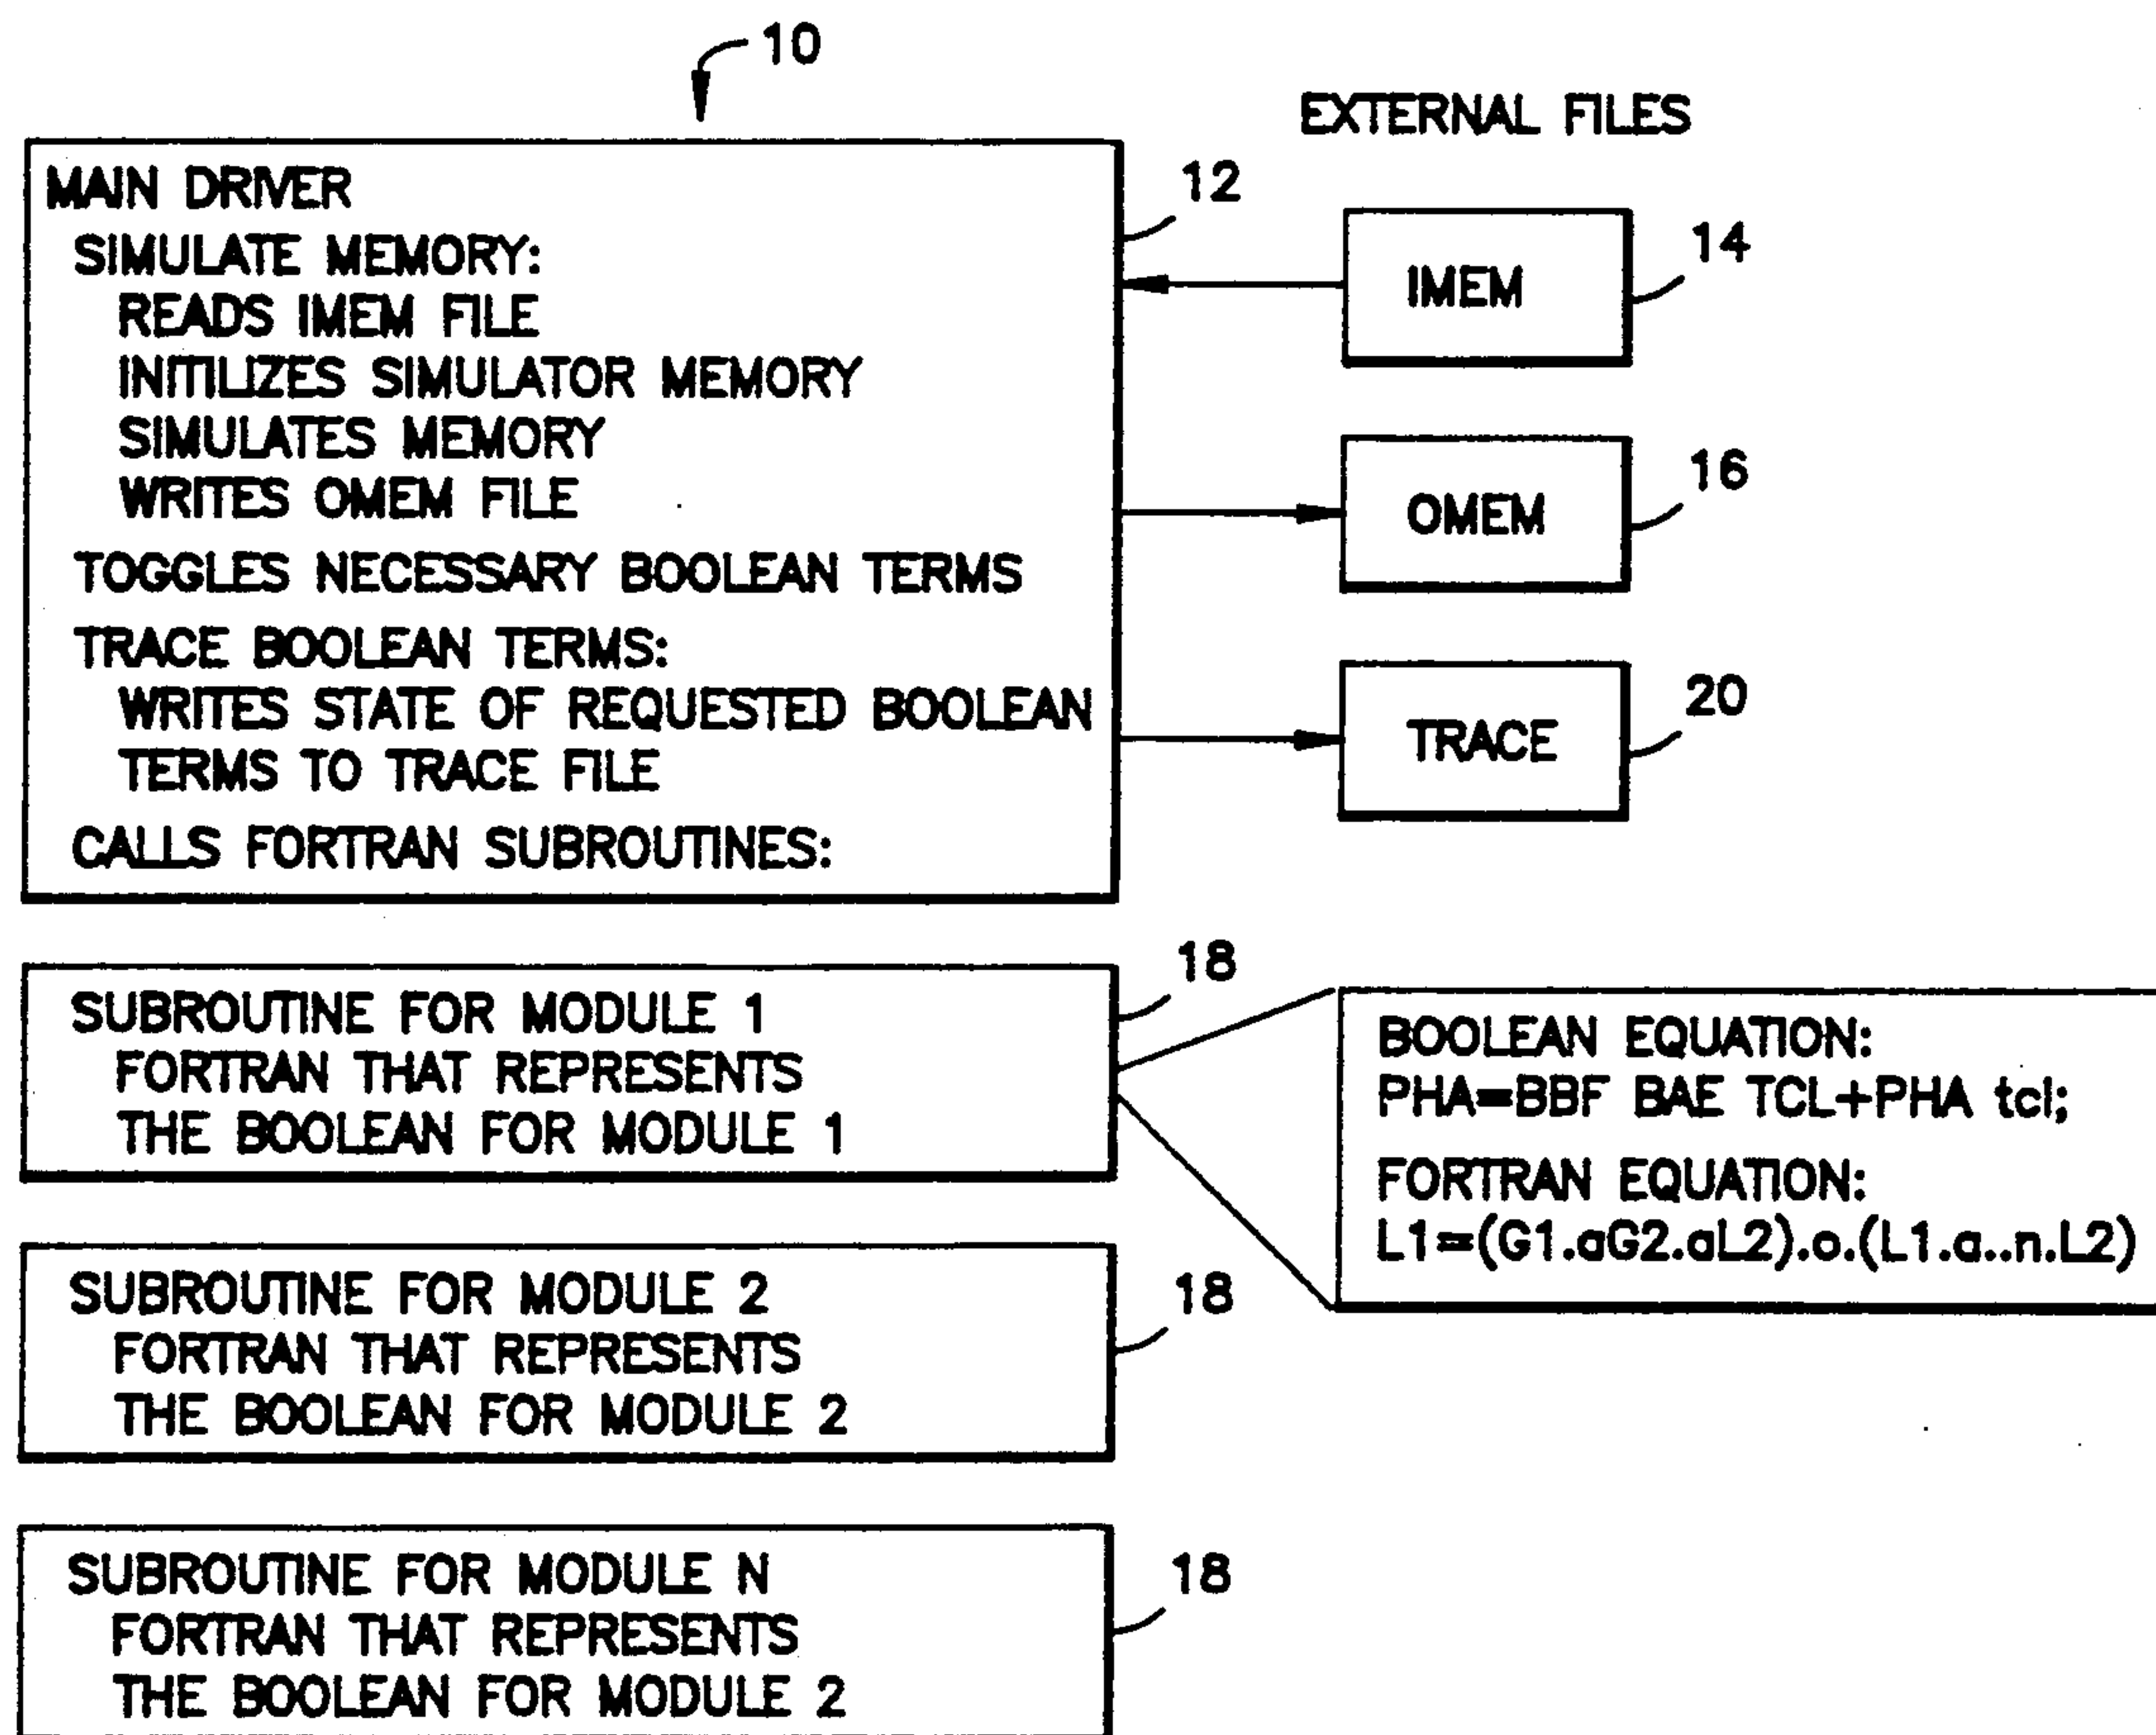 10
MAIN DRIVER
SIMULATE MEMORY:
READS IMEM FILE
INITILIZES SIMULATOR MEMORY
SIMULATES MEMORY
WRITES OMEM FILE
TOGGLES NECESSARY BOOLEAN TERMS
TRACE BOOLEAN TERMS:
WRITES STATE OF REQUESTED BOOLEAN
TERMS TO TRACE FILE
CALLS FORTRAN SUBROUTINES:
12
EXTERNAL FILES
IMEM
14
OMEM
16
TRACE
20
SUBROUTINE FOR MODULE 1
FORTRAN THAT REPRESENTS
THE BOOLEAN FOR MODULE 1
18
BOOLEAN EQUATION:
PHA=BBF BAE TCL+PHA tcl;
FORTRAN EQUATION:
L1=(G1.aG2.aL2).o.(L1.a..n.L2)
SUBROUTINE FOR MODULE 2
FORTRAN THAT REPRESENTS
THE BOOLEAN FOR MODULE 2
18
SUBROUTINE FOR MODULE N
FORTRAN THAT REPRESENTS
THE BOOLEAN FOR MODULE 2
18